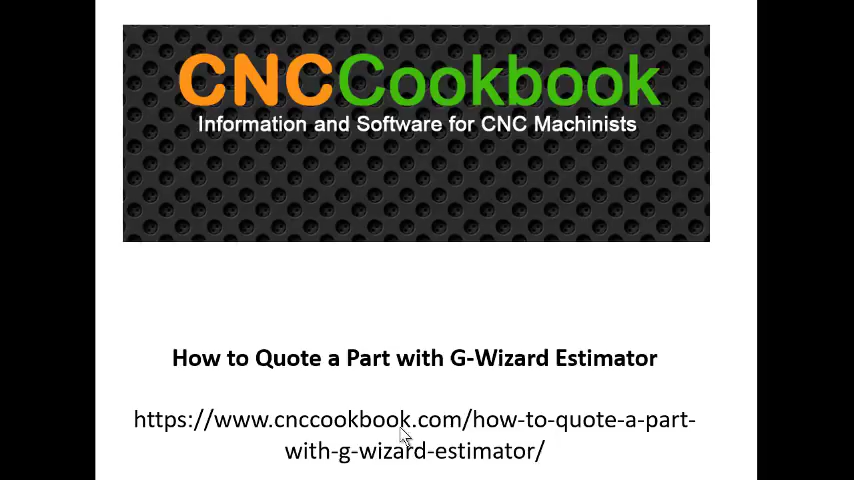 CNCCookbook
Information and Software for CNC Machinists
How to Quote a Part with G-Wizard Estimator
https://www.cnccookbook.com/how-to-quote-a-part-
with-g-wizard-estimator/